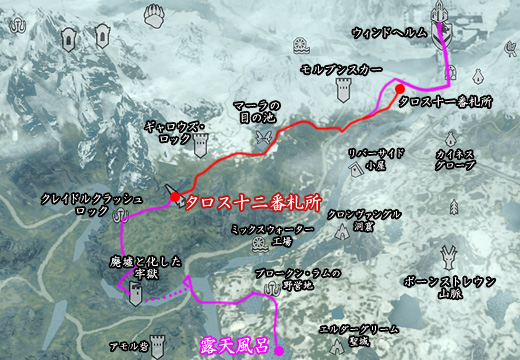 ウィンドヘルム
モルブンスカー
タロス十一番札所
マーラの
目の池
ギャロウズ・
ロック
リバーサイド
小屋
カイネス
グローブ
タロス十二番札所
クレイドルクラッシュ
ロック
クロンヴァングル
洞窟
ミックスウォーター
工場
廃墟と化した
牢獄
ブロークン・ラムの
野営地
ボーンストレウン
山脈
アモル砦
露天風呂
エルダーグリーム
聖域